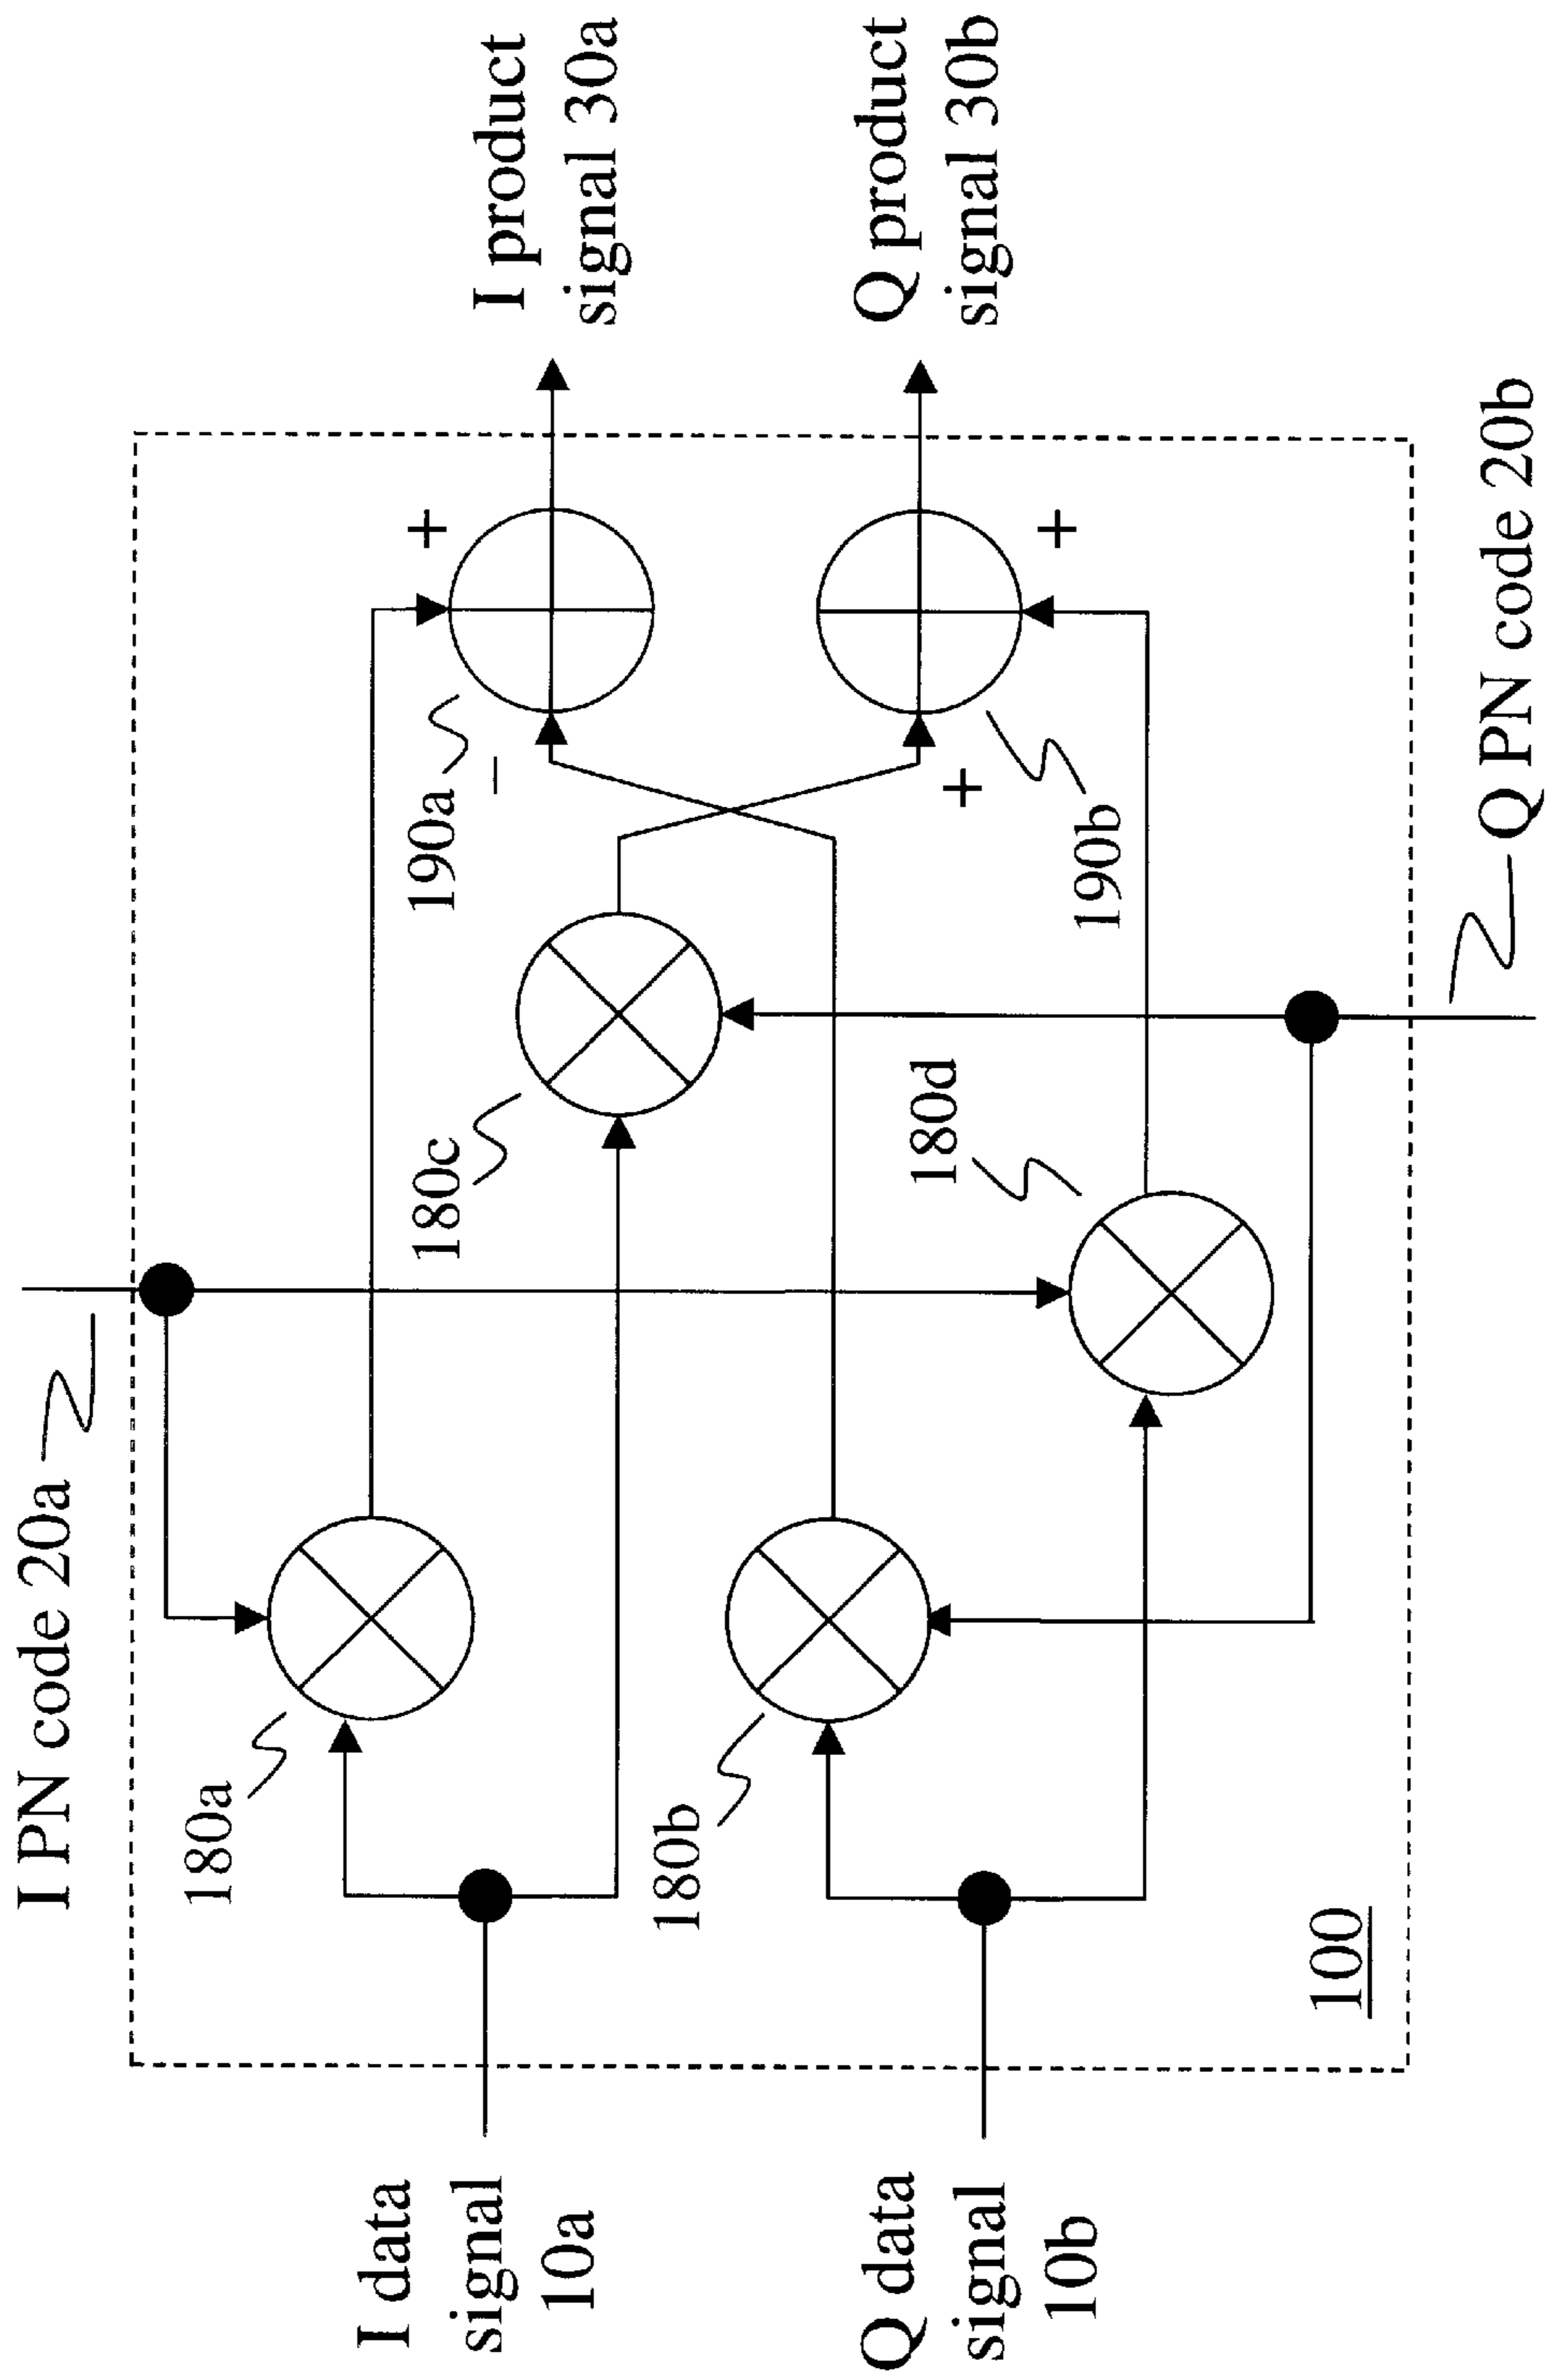 I PN code 20a
180a
180c
190a
+
−
I data
signal
10a
I product
signal 30a
180b
180d
190b
+
+
Q data
signal
10b
Q product
signal 30b
100
Q PN code 20b